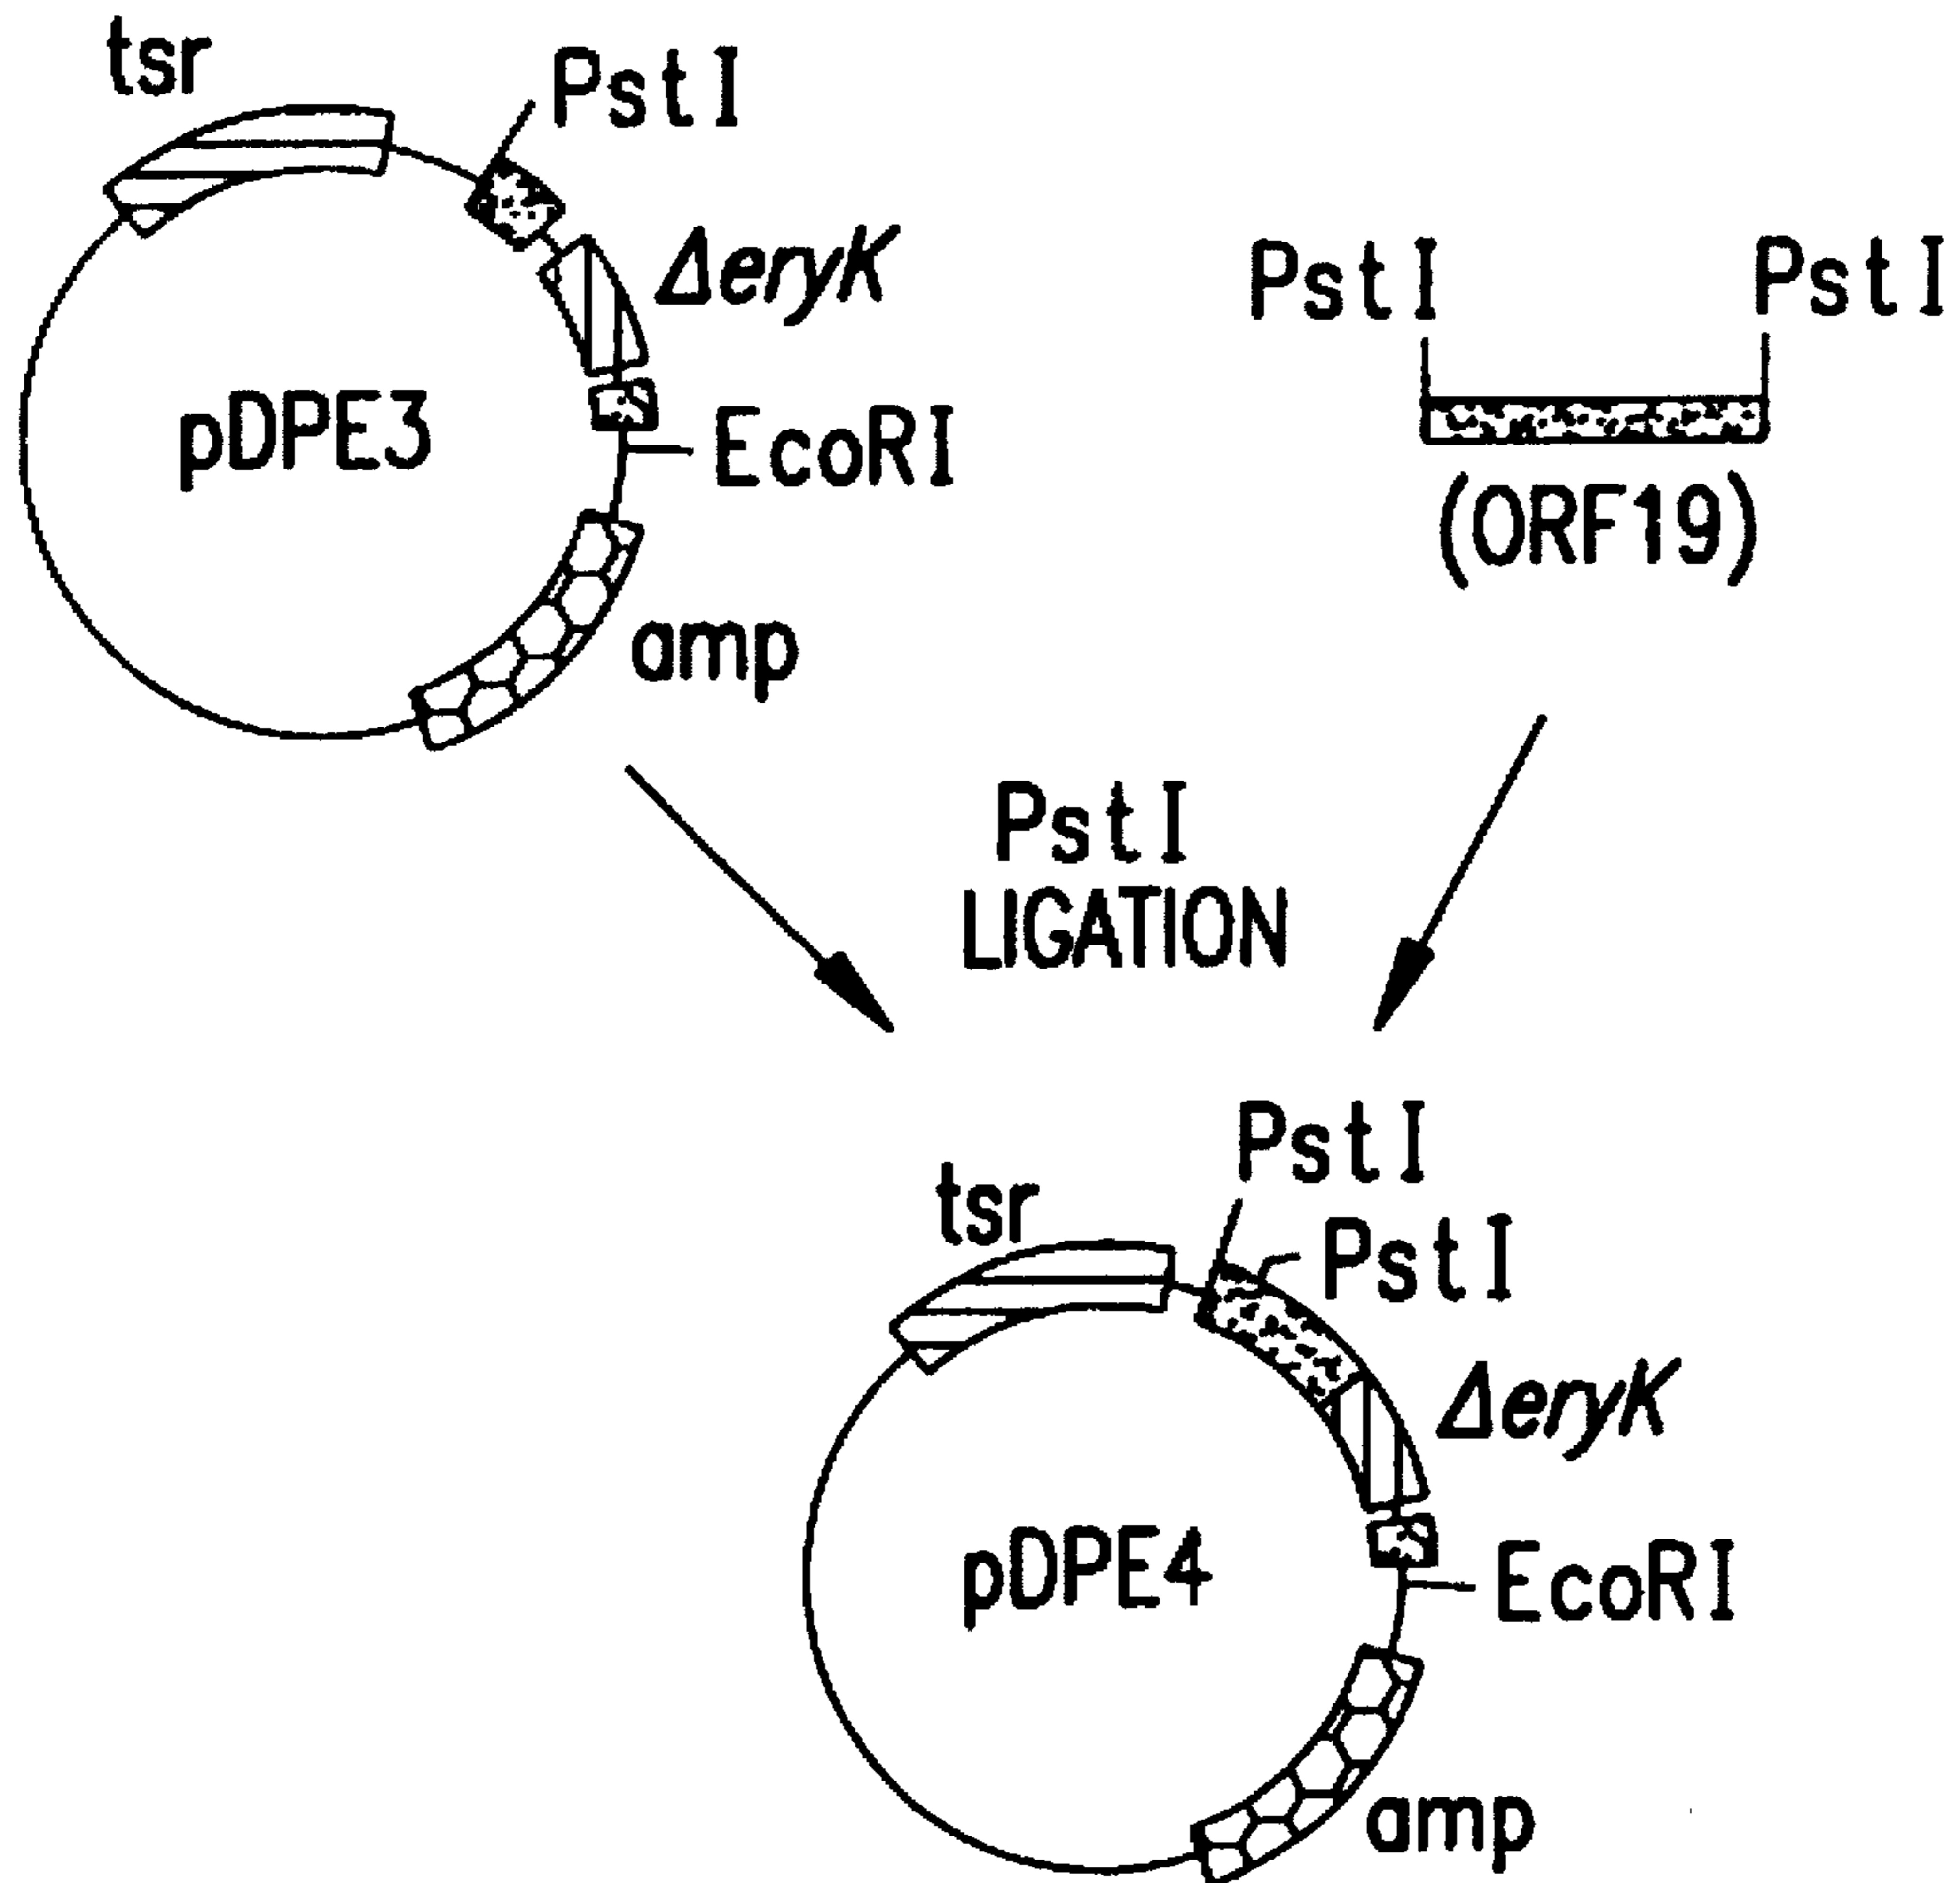 tsr
PstI
ΔeryK
pDPE3
EcoRI
amp
PstI
PstI
(ORF19)
PstI
LIGATION
PstI
tsr
PstI
ΔeryK
pDPE4
EcoRI
amp